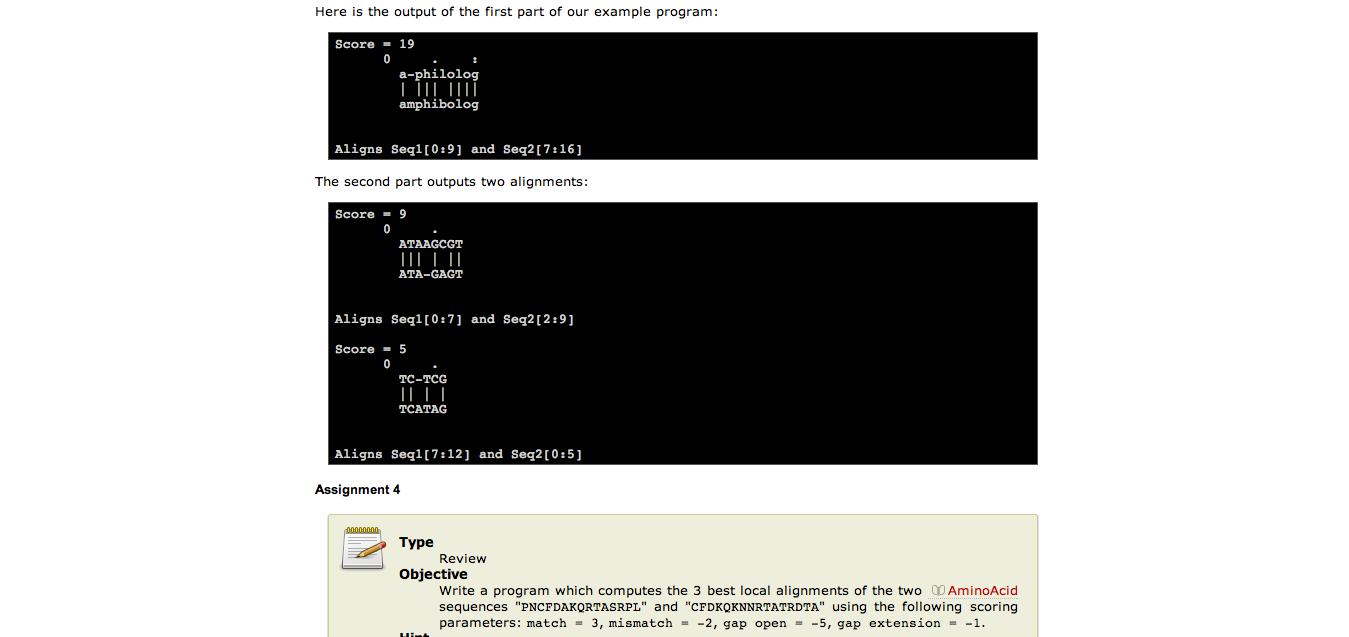 Here is the output of the first part of our example program:
Score = 19
0 . :
a-philolog
| ||| ||||
amphibolog
Aligns Seq1[0:9] and Seq2[7:16]
The second part outputs two alignments:
Score = 9
0 .
ATAAGCGT
||| | ||
ATA-GAGT
Aligns Seq1[0:7] and Seq2[2:9]
Score = 5
0 .
TC-TCG
|| | |
TCATAG
Aligns Seq1[7:12] and Seq2[0:5]
Assignment 4
Type
Review
Objective
Write a program which computes the 3 best local alignments of the two AminoAcid
sequences "PNCFDAKQRTASRPL" and "CFDKQKNNRTATRDTA" using the following scoring
parameters: match = 3, mismatch = -2, gap open = -5, gap extension = -1.
Hint